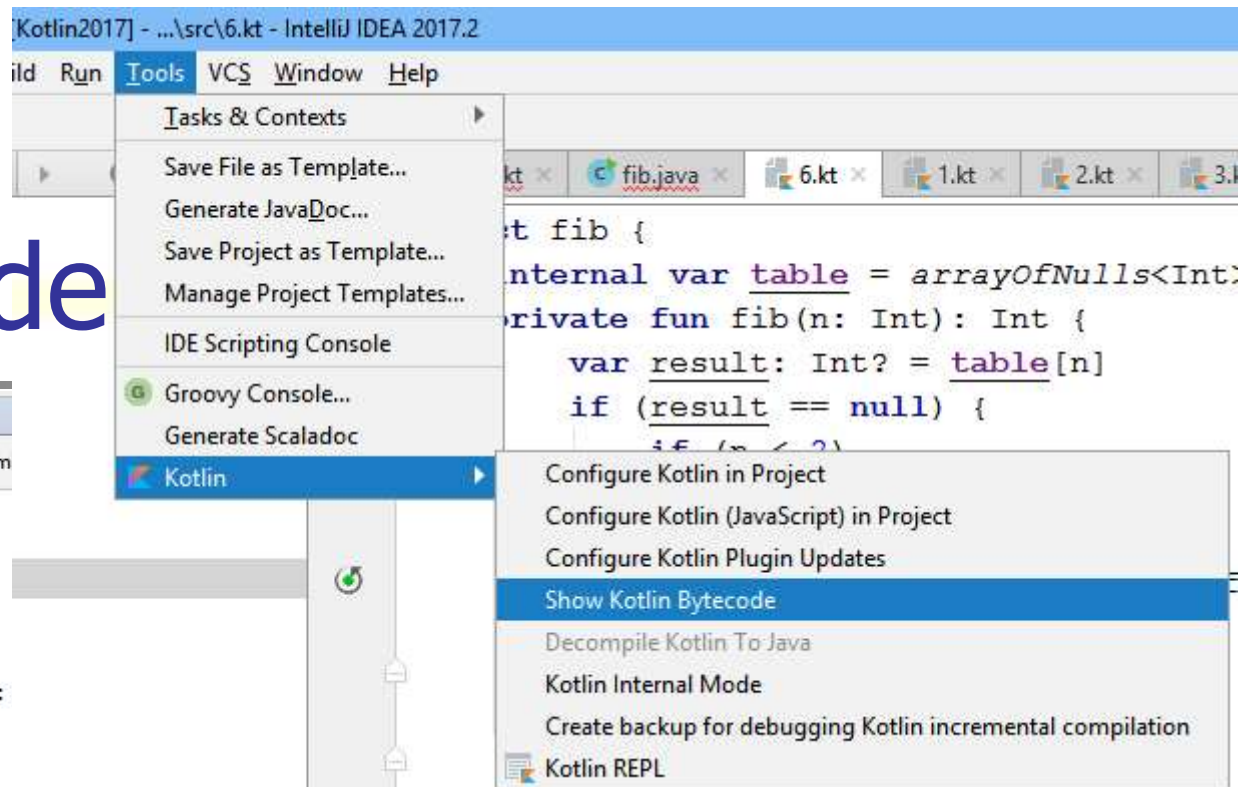 [Kotlin2017] - ...\src\6.kt - IntelliJ IDEA 2017.2
ild Run Tools VCS Window Help
Tasks & Contexts
Save File as Template...
Generate JavaDoc...
Save Project as Template...
Manage Project Templates...
IDE Scripting Console
Groovy Console...
Generate Scaladoc
Kotlin
de
kt fib.java 6.kt 1.kt 2.kt 3.k
t fib {
nternal var table = arrayOfNulls<Int>
rivate fun fib(n: Int): Int {
var result: Int? = table[n]
if (result == null) {
if (n < 2)
Configure Kotlin in Project
Configure Kotlin (JavaScript) in Project
Configure Kotlin Plugin Updates
Show Kotlin Bytecode
Decompile Kotlin To Java
Kotlin Internal Mode
Create backup for debugging Kotlin incremental compilation
Kotlin REPL